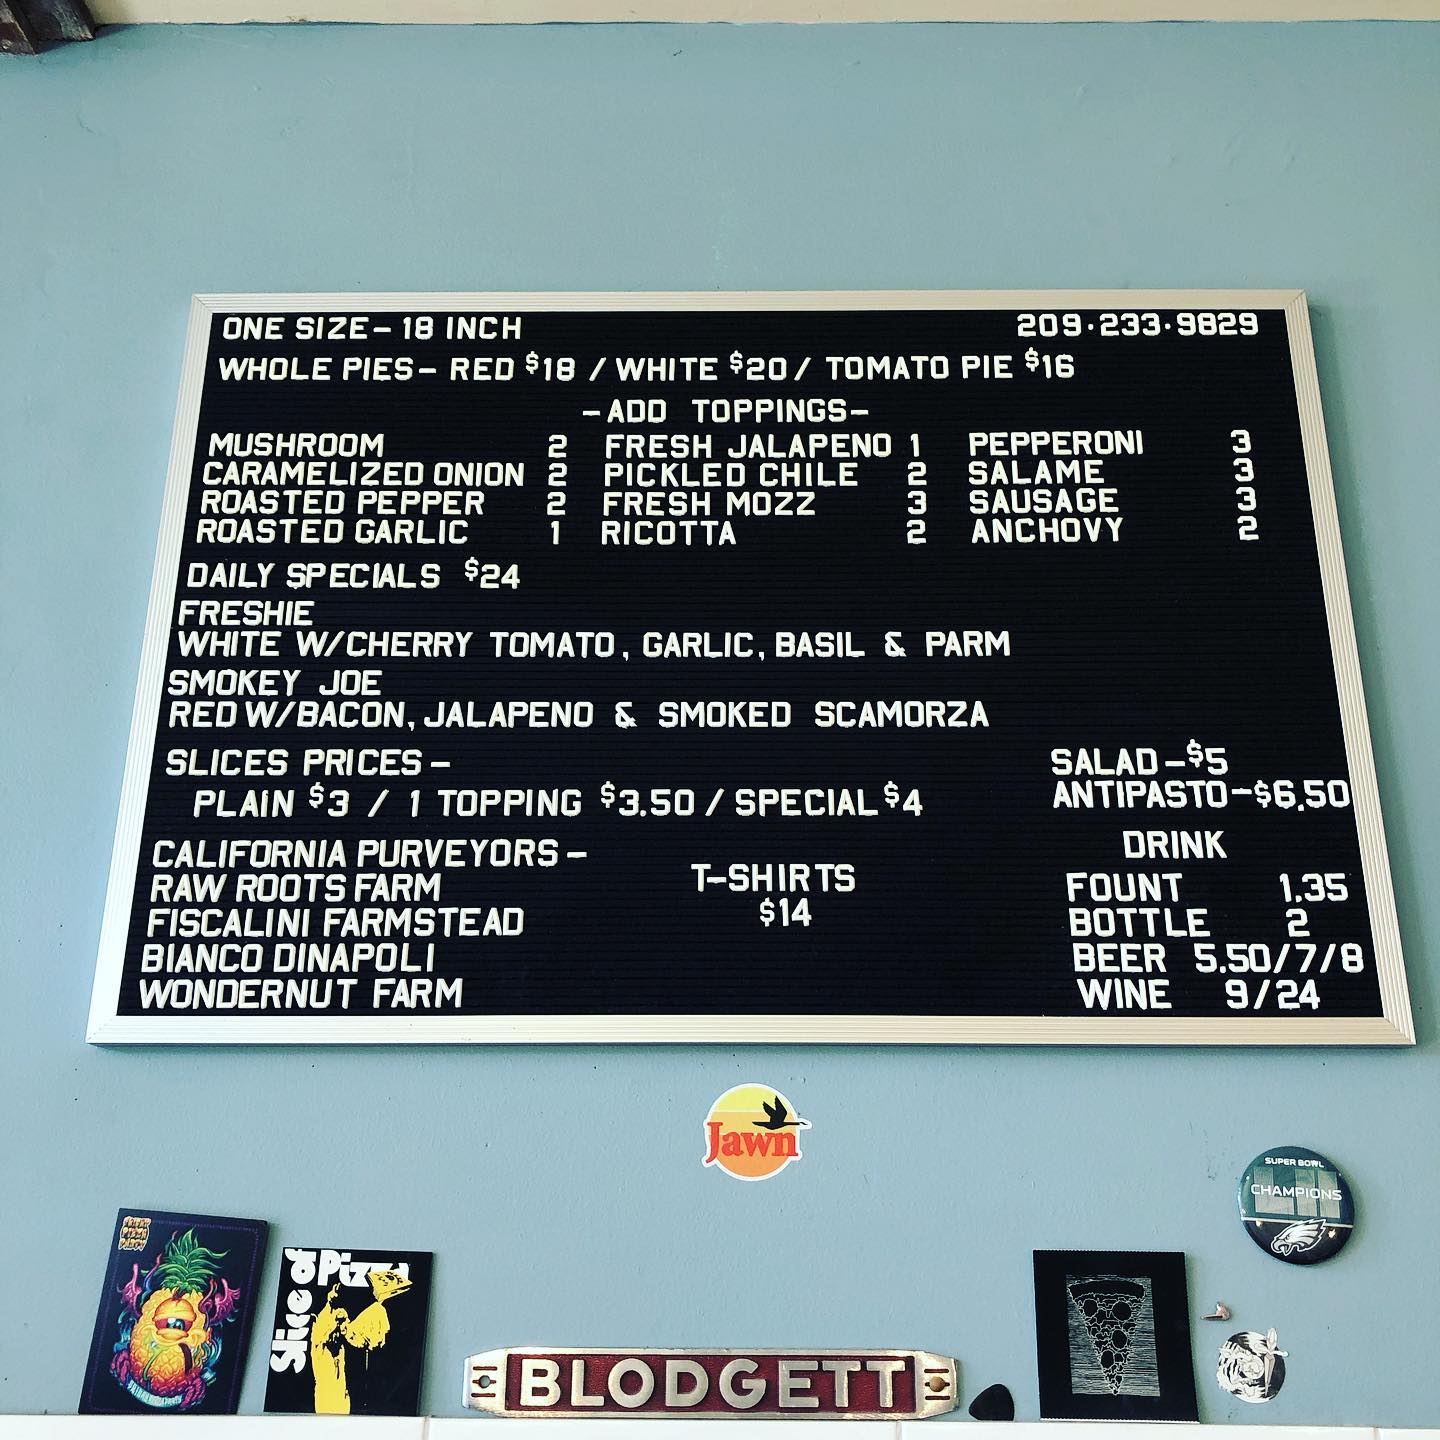 ONE SIZE - 18 INCH 209·233·9829
WHOLE PIES - RED $18 / WHITE $20 / TOMATO PIE $16
- ADD TOPPINGS -
MUSHROOM 2 FRESH JALAPENO 1 PEPPERONI 3
CARAMELIZED ONION 2 PICKLED CHILE 2 SALAME 3
ROASTED PEPPER 2 FRESH MOZZ 3 SAUSAGE 3
ROASTED GARLIC 1 RICOTTA 2 ANCHOVY 2
DAILY SPECIALS $24
FRESHIE
WHITE W/CHERRY TOMATO, GARLIC, BASIL & PARM
SMOKEY JOE
RED W/BACON, JALAPENO & SMOKED SCAMORZA
SLICES PRICES -
PLAiN $3 / 1 TOPPING $3.50 / SPECIAL $4
SALAD - $5
ANTIPASTO - $6.50
CALIFORNIA PURVEYORS -
RAW ROOTS FARM
FISCALINI FARMSTEAD
BIANCO DINAPOLI
WONDERNUT FARM
T-SHIRTS
$14
DRINK
FOUNT 1.35
BOTTLE 2
BEER 5.50/7/8
WINE 9/24
Jawn
SUPER BOWL
CHAMPIONS
Slice of Pizza
BLODGETT